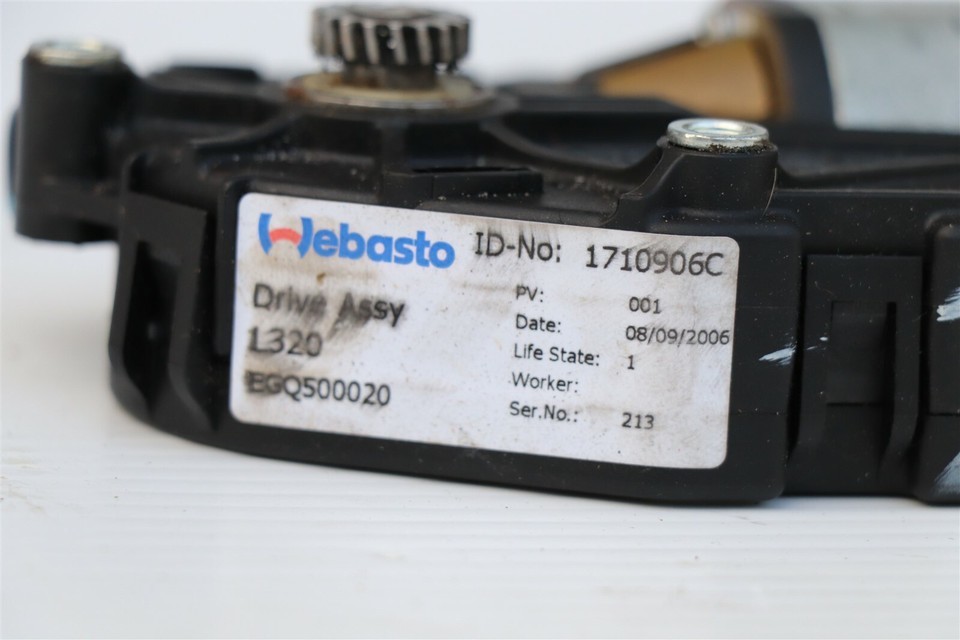 Webasto ID-No: 1710906C
Drive Assy
L320
EGQ500020
PV: 001
Date: 08/09/2006
Life State: 1
Worker:
Ser.No.: 213